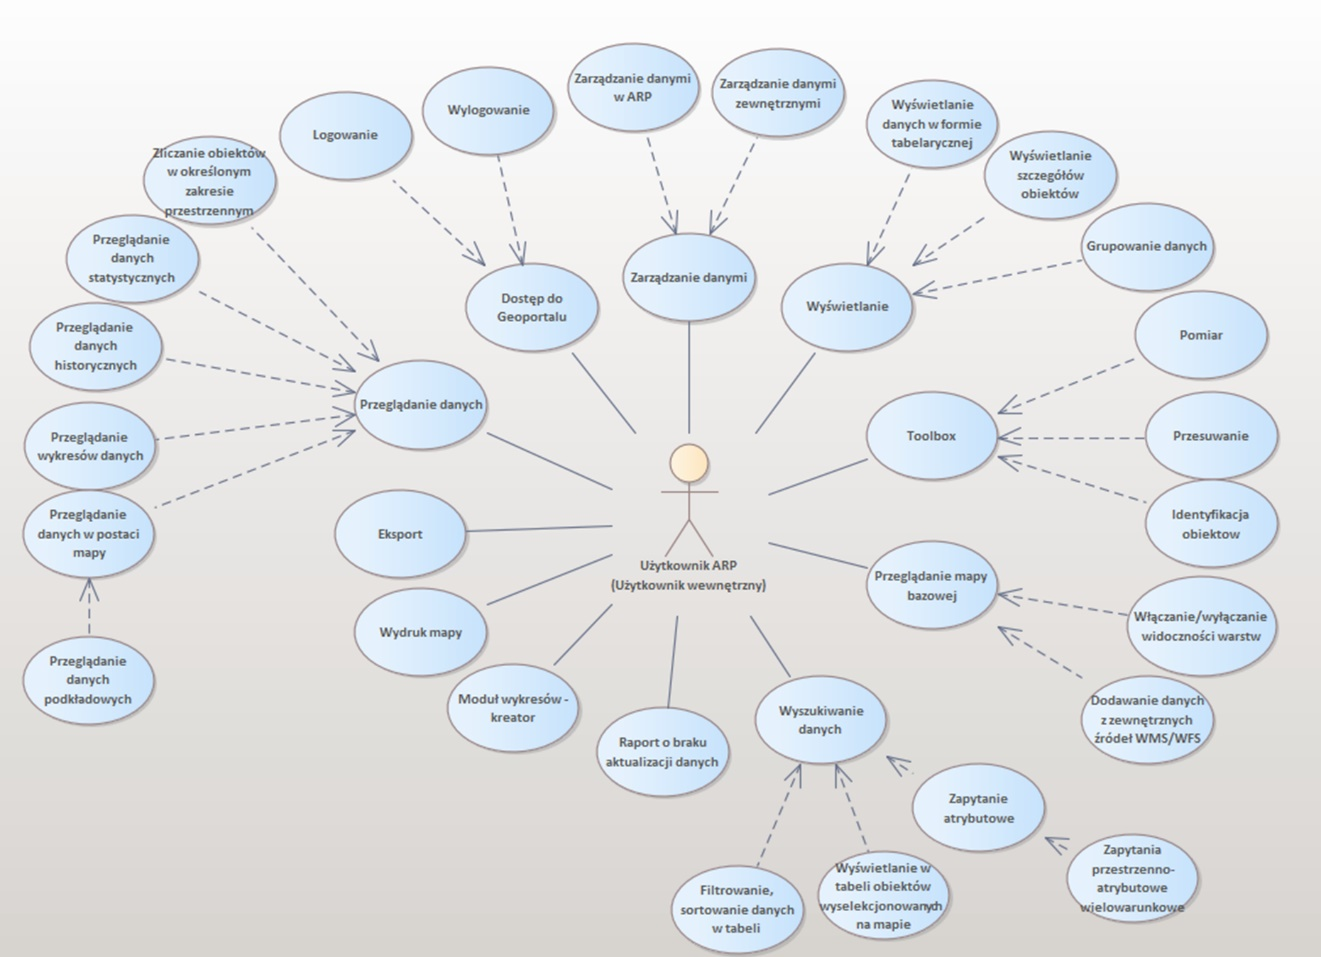 Zarządzanie danymi
w ARP
Zarządzanie danymi
zewnętrznymi
Wylogowanie
Logowanie
Wyświetlanie
danych w formie
tabelarycznej
Wyświetlanie
szczegółów
obiektów
Zliczanie obiektów
w określonym
zakresie
przestrzennym
Przeglądanie
danych
statystycznych
Grupowanie danych
Zarządzanie danymi
Dostęp do
Geoportalu
Wyświetlanie
Przeglądanie
danych
historycznych
Pomiar
Przeglądanie danych
Toolbox
Przesuwanie
Przeglądanie
wykresów danych
Przeglądanie
danych w postaci
mapy
Eksport
Identyfikacja
obiektow
Użytkownik ARP
(Użytkownik wewnętrzny)
Przeglądanie mapy
bazowej
Włączanie/wyłączanie
widoczności warstw
Wydruk mapy
Przeglądanie
danych
podkładowych
Moduł wykresów -
kreator
Raport o braku
aktualizacji danych
Wyszukiwanie
danych
Dodawanie danych
z zewnętrznych
źródeł WMS/WFS
Zapytanie
atrybutowe
Zapytania
przestrzenno-
atrybutowe
wielowarunkowe
Filtrowanie,
sortowanie danych
w tabeli
Wyświetlanie w
tabeli obiektów
wyselekcjonowanych
na mapie